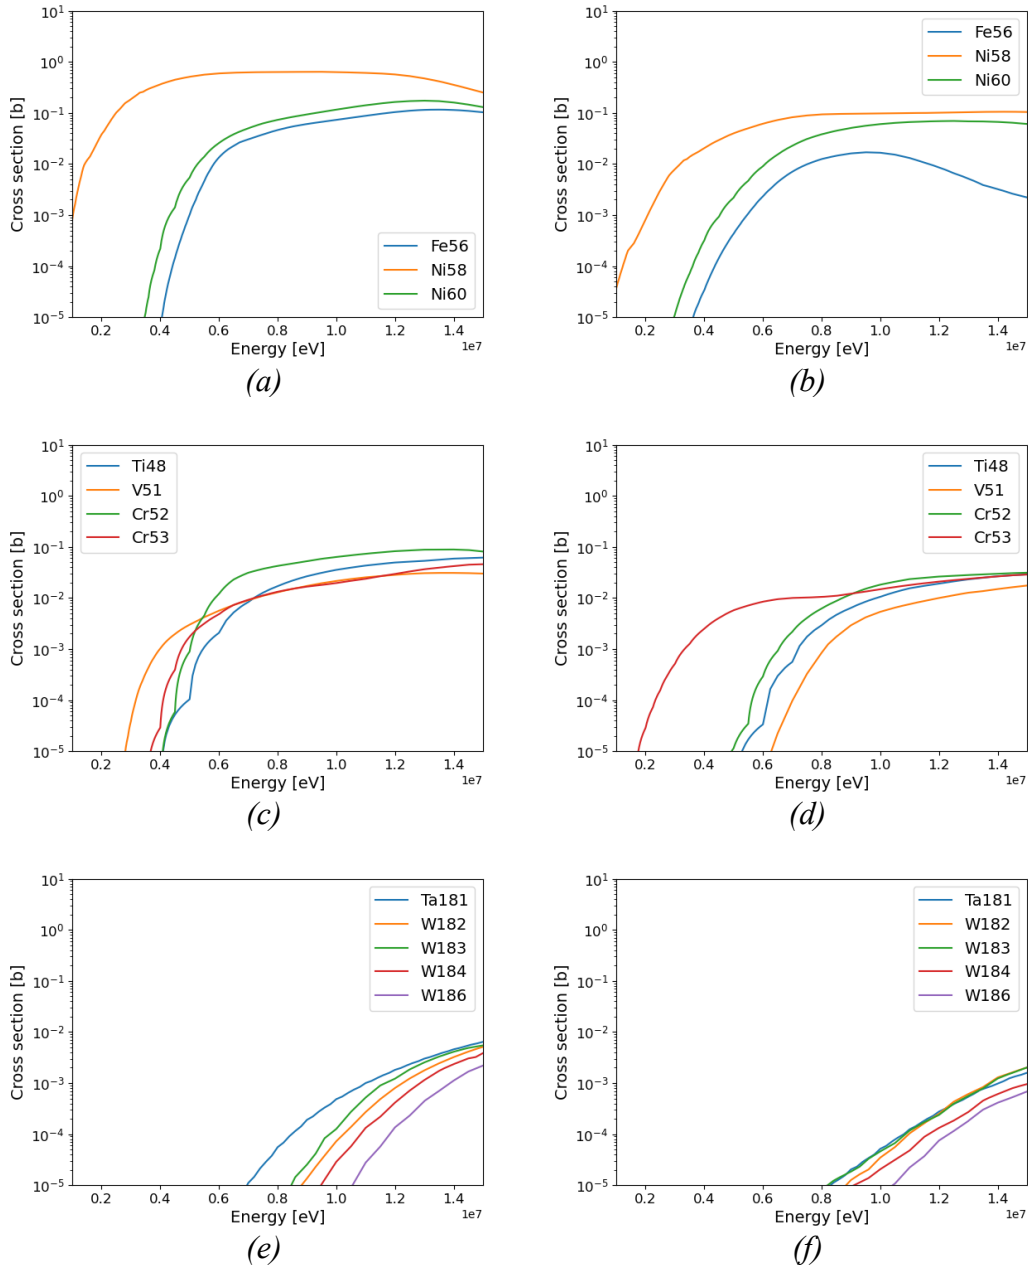 Cross section [b]
10¹
10⁰
10⁻¹
10⁻²
10⁻³
10⁻⁴
10⁻⁵
Fe56
Ni58
Ni60
0.2 0.4 0.6 0.8 1.0 1.2 1.4
Energy [eV]
1e7
(a)
Cross section [b]
10¹
10⁰
10⁻¹
10⁻²
10⁻³
10⁻⁴
10⁻⁵
Fe56
Ni58
Ni60
0.2 0.4 0.6 0.8 1.0 1.2 1.4
Energy [eV]
1e7
(b)
Cross section [b]
10¹
10⁰
10⁻¹
10⁻²
10⁻³
10⁻⁴
10⁻⁵
Ti48
V51
Cr52
Cr53
0.2 0.4 0.6 0.8 1.0 1.2 1.4
Energy [eV]
1e7
(c)
Cross section [b]
10¹
10⁰
10⁻¹
10⁻²
10⁻³
10⁻⁴
10⁻⁵
Ti48
V51
Cr52
Cr53
0.2 0.4 0.6 0.8 1.0 1.2 1.4
Energy [eV]
1e7
(d)
Cross section [b]
10¹
10⁰
10⁻¹
10⁻²
10⁻³
10⁻⁴
10⁻⁵
Ta181
W182
W183
W184
W186
0.2 0.4 0.6 0.8 1.0 1.2 1.4
Energy [eV]
1e7
(e)
Cross section [b]
10¹
10⁰
10⁻¹
10⁻²
10⁻³
10⁻⁴
10⁻⁵
Ta181
W182
W183
W184
W186
0.2 0.4 0.6 0.8 1.0 1.2 1.4
Energy [eV]
1e7
(f)